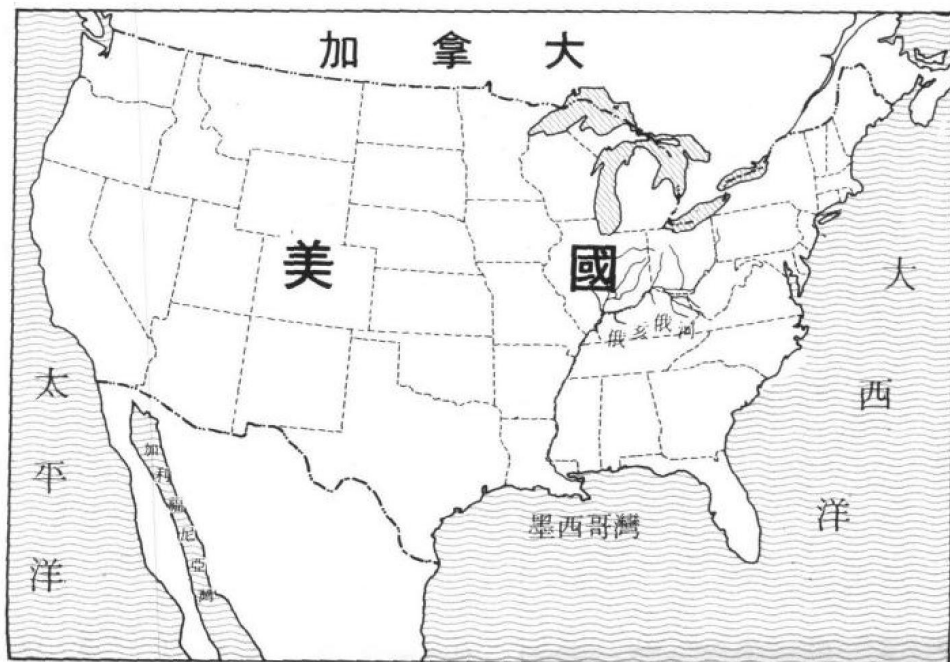 加拿大
美國
俄亥俄河
大西洋
太平洋
加利福尼亞灣
墨西哥灣